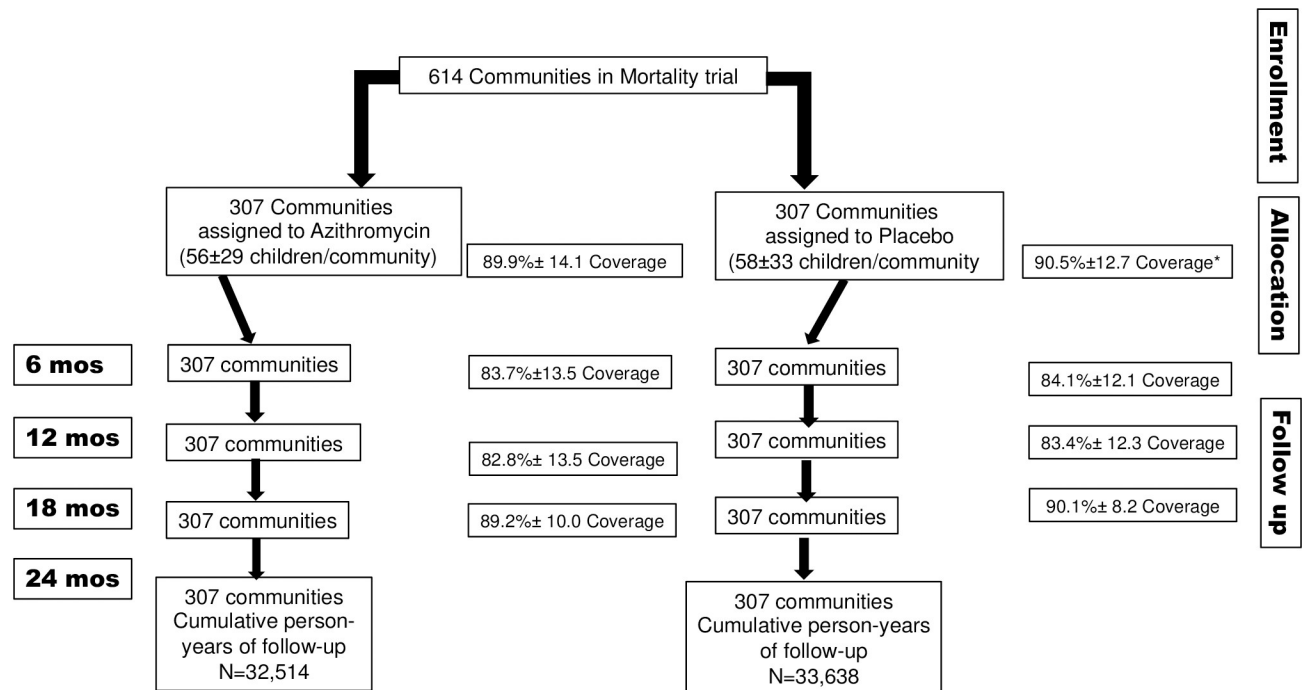 Enrollment
614 Communities in Mortality trial
307 Communities
assigned to Azithromycin
(56±29 children/community)
89.9%± 14.1 Coverage
307 Communities
assigned to Placebo
(58±33 children/community
90.5%±12.7 Coverage*
Allocation
6 mos
307 communities
83.7%±13.5 Coverage
307 communities
84.1%±12.1 Coverage
12 mos
307 communities
82.8%± 13.5 Coverage
307 communities
83.4%± 12.3 Coverage
Follow up
18 mos
307 communities
89.2%± 10.0 Coverage
307 communities
90.1%± 8.2 Coverage
24 mos
307 communities
Cumulative person-
years of follow-up
N=32,514
307 communities
Cumulative person-years
of follow-up
N=33,638